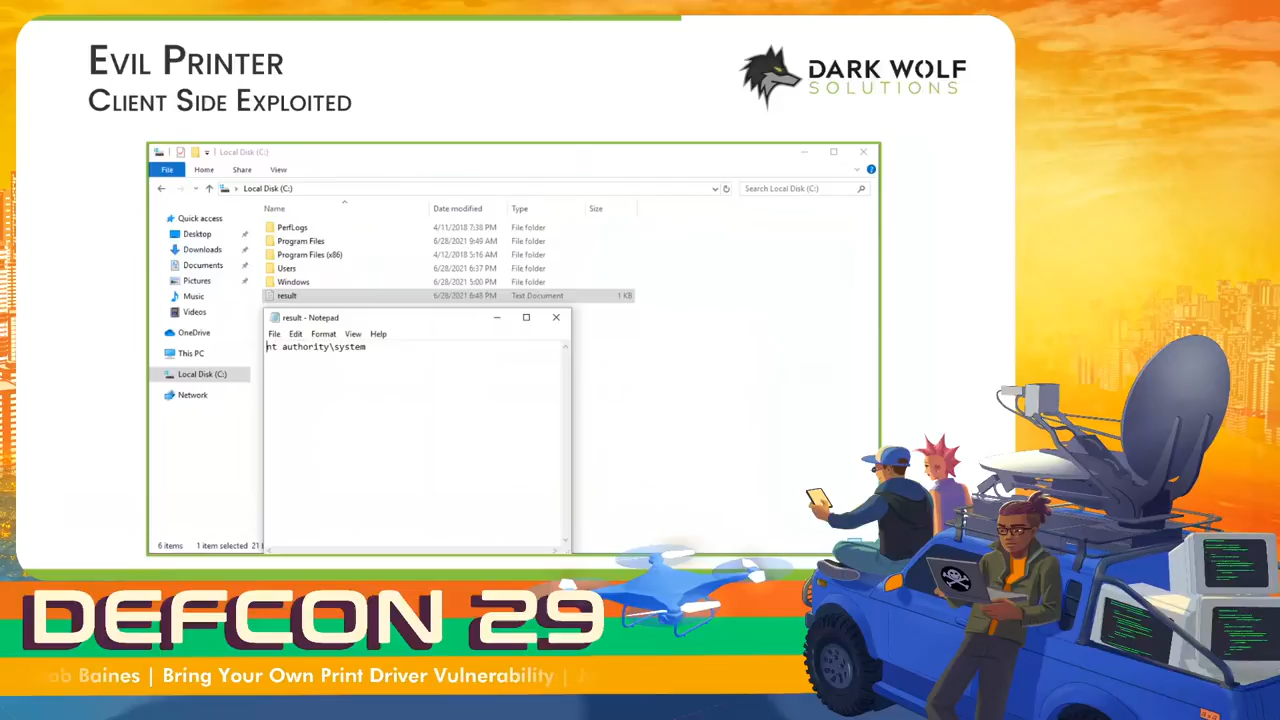 EVIL PRINTER
CLIENT SIDE EXPLOITED
DARK WOLF
SOLUTIONS
Local Disk (C:)
File Home Share View
Local Disk (C:) Search Local Disk (C:)
Name Date modified Type Size
Quick access
Desktop
Downloads
Documents
Pictures
Music
Videos
OneDrive
This PC
Local Disk (C:)
Network
PerfLogs 4/11/2018 7:38 PM File folder
Program Files 6/28/2021 9:49 AM File folder
Program Files (x86) 4/12/2018 5:16 AM File folder
Users 6/28/2021 6:37 PM File folder
Windows 6/28/2021 5:00 PM File folder
result 6/28/2021 6:48 PM Text Document 1 KB
result - Notepad
File Edit Format View Help
nt authority\system
6 items 1 item selected 21
DEFCON 29
ob Baines | Bring Your Own Print Driver Vulnerability |